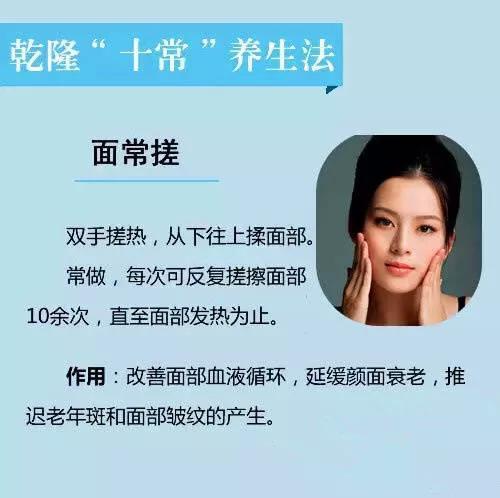 乾隆“十常”养生法
面常搓
双手搓热，从下往上揉面部。
常做，每次可反复搓擦面部
10余次，直至面部发热为止。
作用：改善面部血液循环，延缓颜面衰老，推
迟老年斑和面部皱纹的产生。